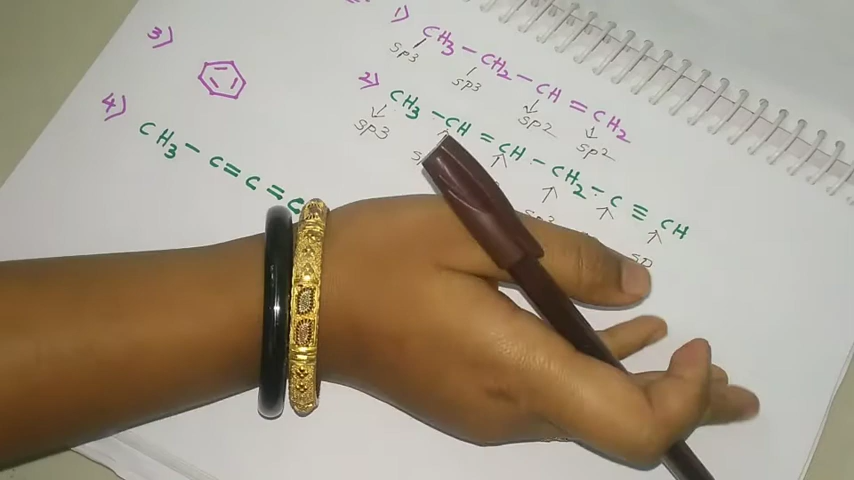 1) CH3 - CH2 - CH = CH2
sp3 sp3 sp2 sp2
2) CH3 - CH = CH - CH2 - C ≡ CH
sp3
sp
3)
4) CH3 - C = C = C